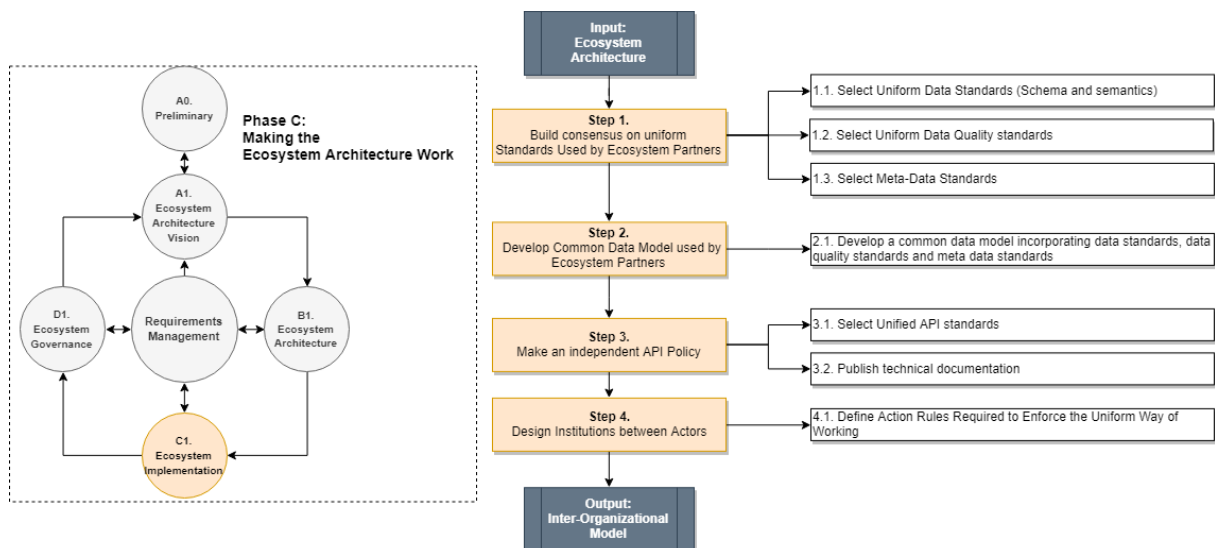 A0.
Preliminary
Phase C:
Making the
Ecosystem Architecture Work
A1.
Ecosystem
Architecture
Vision
D1.
Ecosystem
Governance
Requirements
Management
B1.
Ecosystem
Architecture
C1.
Ecosystem
Implementation
Input:
Ecosystem
Architecture
Step 1.
Build consensus on uniform
Standards Used by Ecosystem Partners
1.1. Select Uniform Data Standards (Schema and semantics)
1.2. Select Uniform Data Quality standards
1.3. Select Meta-Data Standards
Step 2.
Develop Common Data Model used by
Ecosystem Partners
2.1. Develop a common data model incorporating data standards, data
quality standards and meta data standards
Step 3.
Make an independent API Policy
3.1. Select Unified API standards
3.2. Publish technical documentation
Step 4.
Design Institutions between Actors
4.1. Define Action Rules Required to Enforce the Uniform Way of
Working
Output:
Inter-Organizational
Model